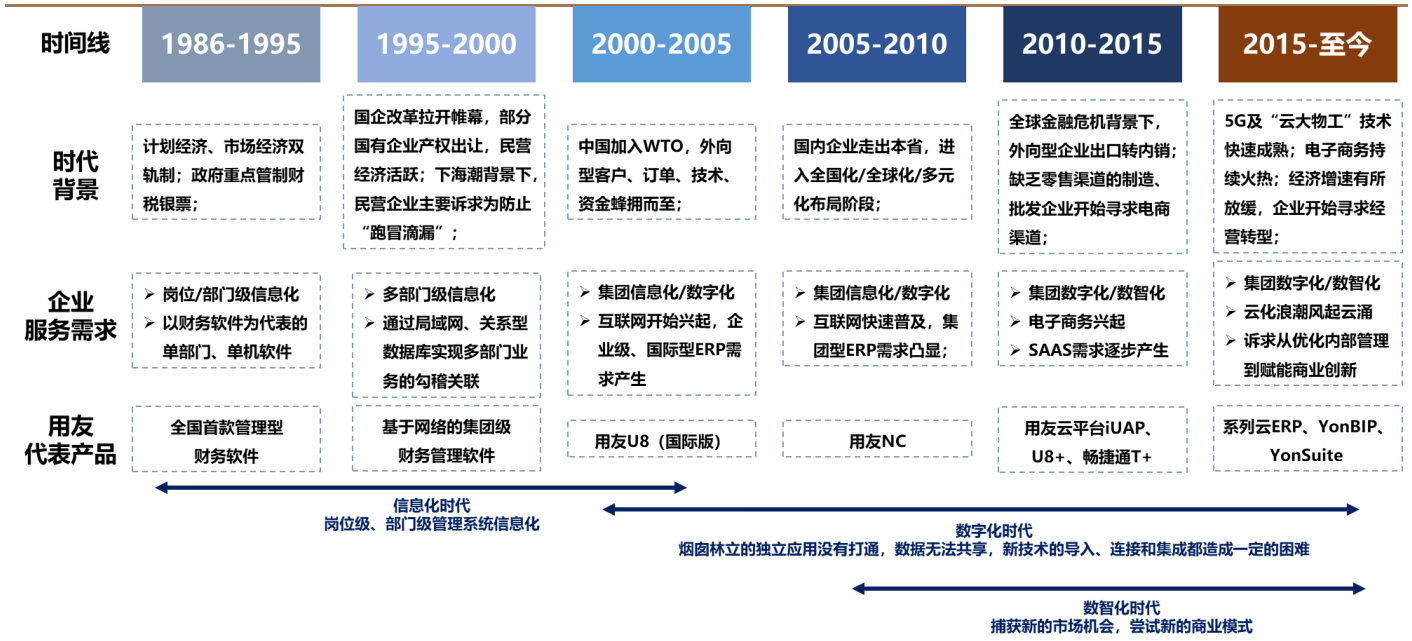 时间线
1986-1995
1995-2000
2000-2005
2005-2010
2010-2015
2015-至今
时代
背景
计划经济、市场经济双
轨制；政府重点管制财
税银票；
国企改革拉开帷幕，部分
国有企业产权出让，民营
经济活跃；下海潮背景下，
民营企业主要诉求为防止
“跑冒滴漏”；
中国加入WTO，外向
型客户、订单、技术、
资金蜂拥而至；
国内企业走出本省，进
入全国化/全球化/多元
化布局阶段；
全球金融危机背景下，
外向型企业出口转内销；
缺乏零售渠道的制造、
批发企业开始寻求电商
渠道；
5G及“云大物工”技术
快速成熟；电子商务持
续火热；经济增速有所
放缓，企业开始寻求经
营转型；
企业
服务需求
➢ 岗位/部门级信息化
➢ 以财务软件为代表的
单部门、单机软件
➢ 多部门级信息化
➢ 通过局域网、关系型
数据库实现多部门业
务的勾稽关联
➢ 集团信息化/数字化
➢ 互联网开始兴起，企
业级、国际型ERP需
求产生
➢ 集团信息化/数字化
➢ 互联网快速普及，集
团型ERP需求凸显；
➢ 集团数字化/数智化
➢ 电子商务兴起
➢ SAAS需求逐步产生
➢ 集团数字化/数智化
➢ 云化浪潮风起云涌
➢ 诉求从优化内部管理
到赋能商业创新
用友
代表产品
全国首款管理型
财务软件
基于网络的集团级
财务管理软件
用友U8（国际版）
用友NC
用友云平台iUAP、
U8+、畅捷通T+
系列云ERP、YonBIP、
YonSuite
信息化时代
岗位级、部门级管理系统信息化
数字化时代
烟囱林立的独立应用没有打通，数据无法共享，新技术的导入、连接和集成都造成一定的困难
数智化时代
捕获新的市场机会，尝试新的商业模式